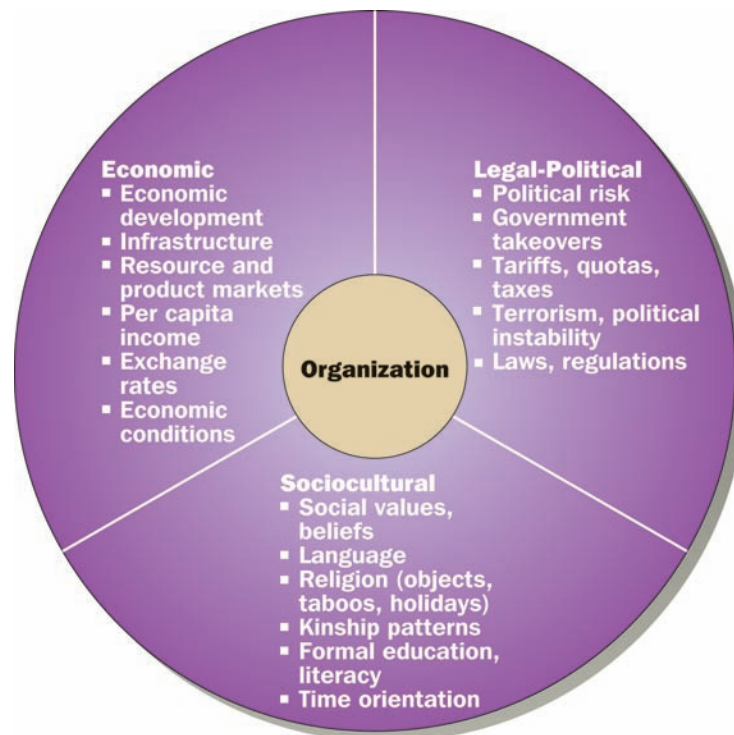 Economic
▪ Economic
development
▪ Infrastructure
▪ Resource and
product markets
▪ Per capita
income
▪ Exchange
rates
▪ Economic
conditions
Legal-Political
▪ Political risk
▪ Government
takeovers
▪ Tariffs, quotas,
taxes
▪ Terrorism, political
instability
▪ Laws, regulations
Organization
Sociocultural
▪ Social values,
beliefs
▪ Language
▪ Religion (objects,
taboos, holidays)
▪ Kinship patterns
▪ Formal education,
literacy
▪ Time orientation